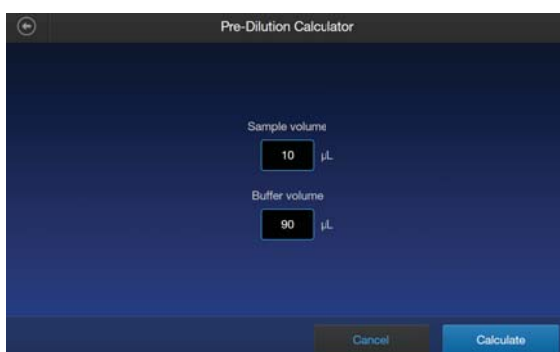 Pre-Dilution Calculator
Sample volume
10 µL
Buffer volume
90 µL
Cancel Calculate